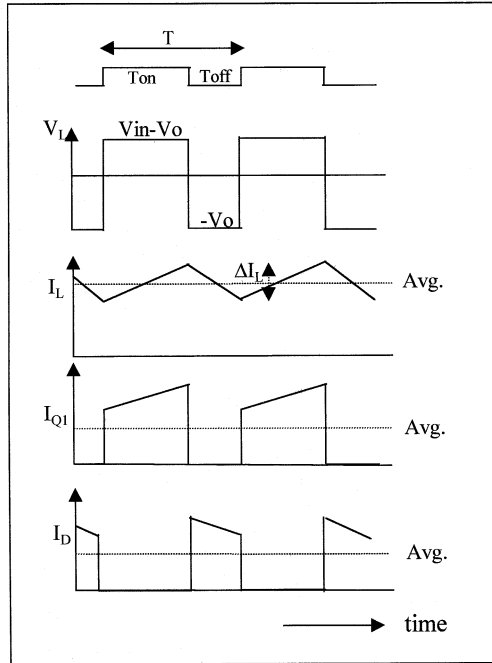 T
Ton Toff
VL Vin-Vo
-Vo
IL ΔIL Avg.
IQ1 Avg.
ID Avg.
time